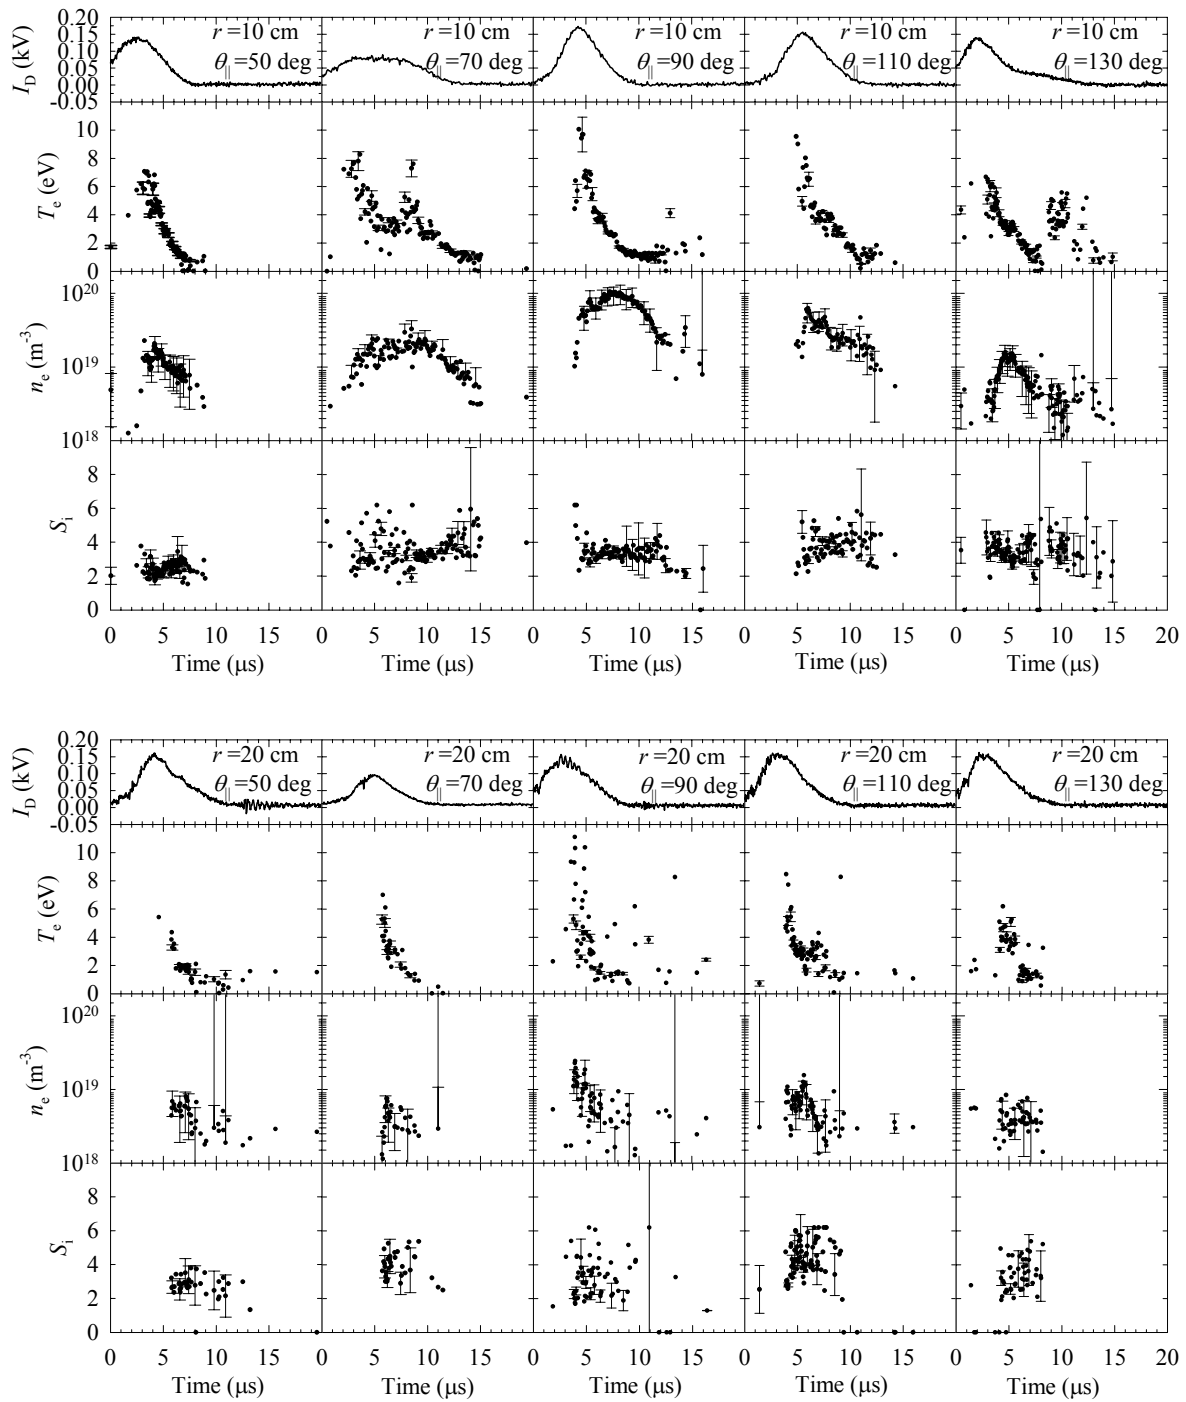 0.20
0.15
0.10
0.05
0.00
-0.05
I_D (kV)
r =10 cm
θ_|| =50 deg
r =10 cm
θ_|| =70 deg
r =10 cm
θ_|| =90 deg
r =10 cm
θ_|| =110 deg
r =10 cm
θ_|| =130 deg
10
8
6
4
2
0
T_e (eV)
10^20
10^19
10^18
n_e (m^-3)
8
6
4
2
0
S_i
0 5 10 15 0 5 10 15 0 5 10 15 0 5 10 15 0 5 10 15 20
Time (μs) Time (μs) Time (μs) Time (μs) Time (μs)
0.20
0.15
0.10
0.05
0.00
-0.05
I_D (kV)
r =20 cm
θ_|| =50 deg
r =20 cm
θ_|| =70 deg
r =20 cm
θ_|| =90 deg
r =20 cm
θ_|| =110 deg
r =20 cm
θ_|| =130 deg
10
8
6
4
2
0
T_e (eV)
10^20
10^19
10^18
n_e (m^-3)
8
6
4
2
0
S_i
0 5 10 15 0 5 10 15 0 5 10 15 0 5 10 15 0 5 10 15 20
Time (μs) Time (μs) Time (μs) Time (μs) Time (μs)